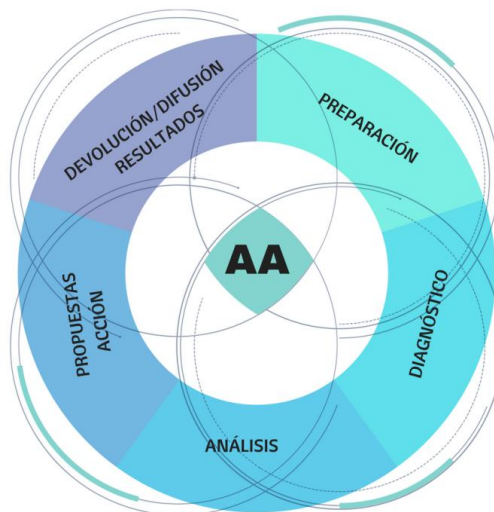 DEVOLUCIÓN/DIFUSIÓN
RESULTADOS
PREPARACIÓN
AA
PROPUESTAS
ACCIÓN
DIAGNÓSTICO
ANÁLISIS